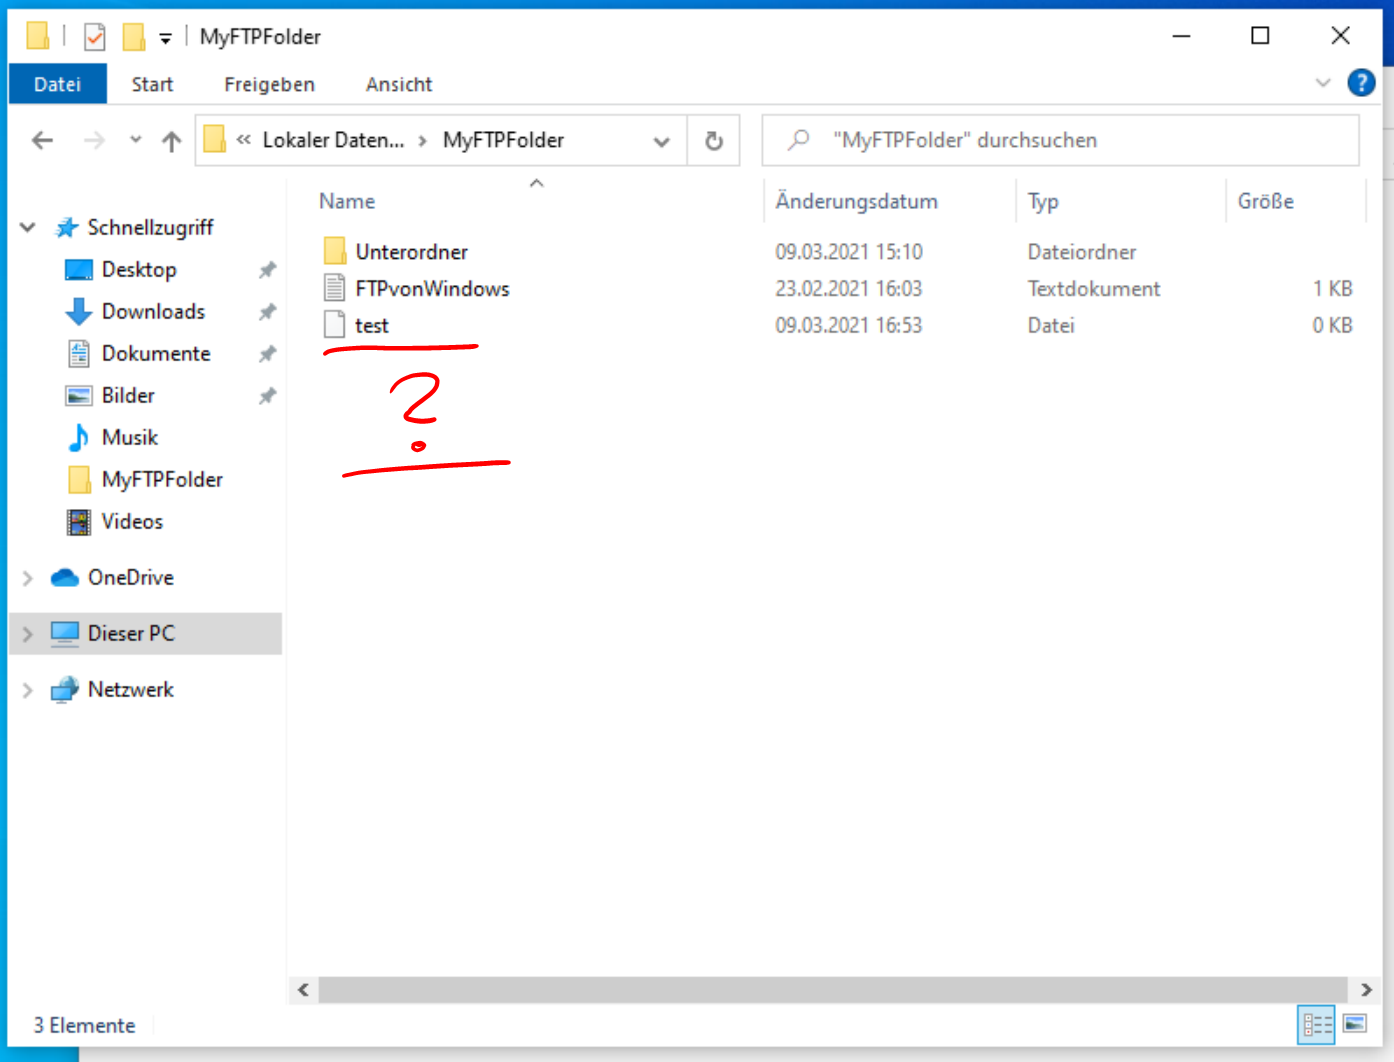 MyFTPFolder
Datei Start Freigeben Ansicht ?
« Lokaler Daten... › MyFTPFolder "MyFTPFolder" durchsuchen
Name Änderungsdatum Typ Größe
Schnellzugriff
Desktop
Downloads
Dokumente
Bilder
Musik
MyFTPFolder
Videos
OneDrive
Dieser PC
Netzwerk
Unterordner 09.03.2021 15:10 Dateiordner
FTPvonWindows 23.02.2021 16:03 Textdokument 1 KB
test 09.03.2021 16:53 Datei 0 KB
?
3 Elemente